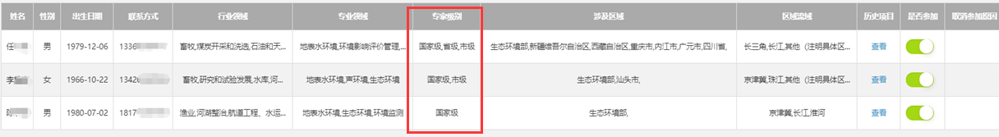 姓名 性别 出生日期 联系方式 行业领域 专业领域 专家级别 涉及区域 区域流域 历史项目 是否参加 取消参加原因
任 男 1979-12-06 1336 畜牧,煤炭开采和洗选,石油和天... 地表水环境,环境影响评价管理,... 国家级,省级,市级 生态环境部,新疆维吾尔自治区,西藏自治区,重庆市,内江市,广元市,四川省, 长三角,长江,其他（注明具体区... 查看
李 女 1966-10-22 1342 畜牧,研究和试验发展,水库,河... 地表水环境,声环境,生态环境 国家级,市级 生态环境部,汕头市, 京津冀,珠江,其他（注明具体区... 查看
男 1980-07-02 1817 渔业,河湖整治,航道工程、水运... 地表水环境,生态环境,环境监测 国家级 生态环境部, 京津冀,长江,淮河 查看